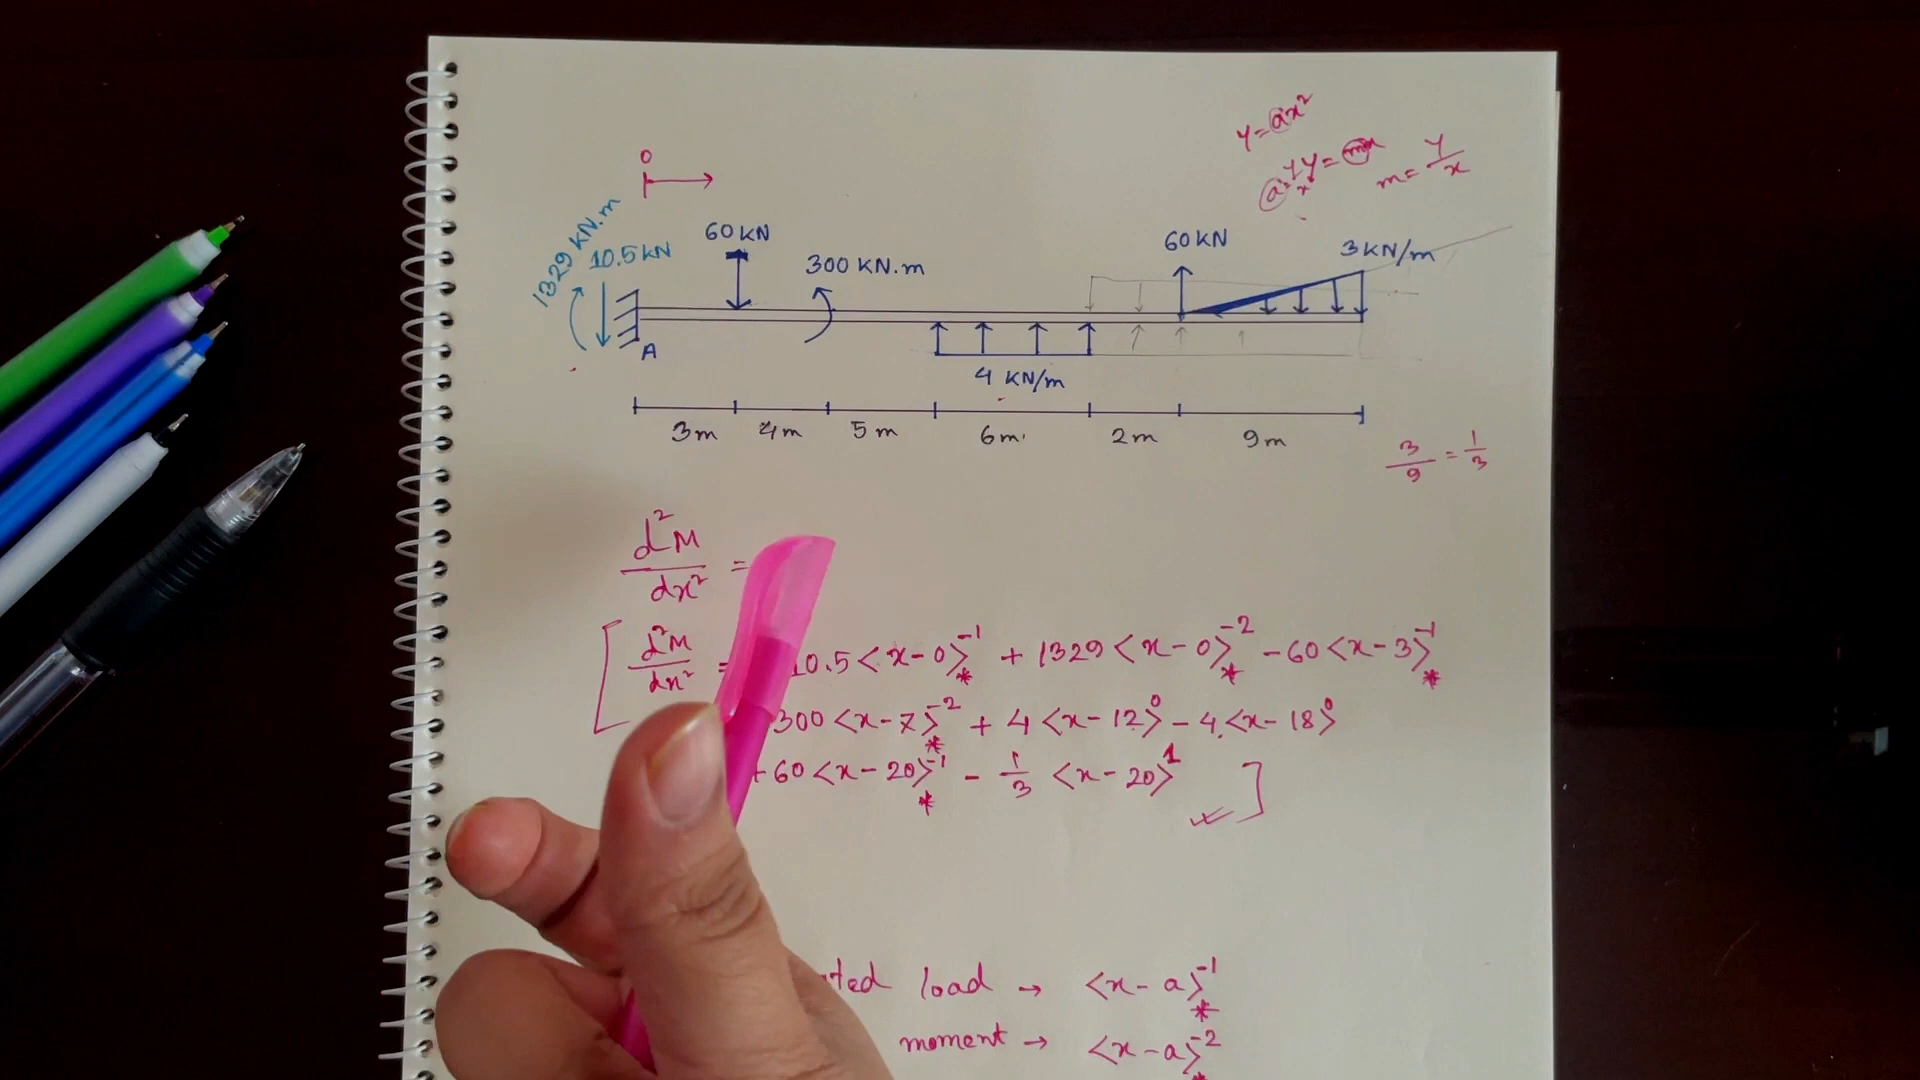 y=ax²
a=y/x² y=mx m=y/x
0
1329 KN.m
10.5 KN
60 KN
300 KN.m
60 KN
3 KN/m
A
4 KN/m
3m 4m 5m 6m 2m 9m
3/9 = 1/3
d²M/dx² =
d²M/dx² 10.5<x-0>⁻¹* + 1329<x-0>⁻²* - 60<x-3>⁻¹*
300<x-7>⁻²* + 4<x-12>⁰ - 4<x-18>⁰
+60<x-20>⁻¹* - 1/3 <x-20>¹
load → <x-a>⁻¹*
moment → <x-a>⁻²*